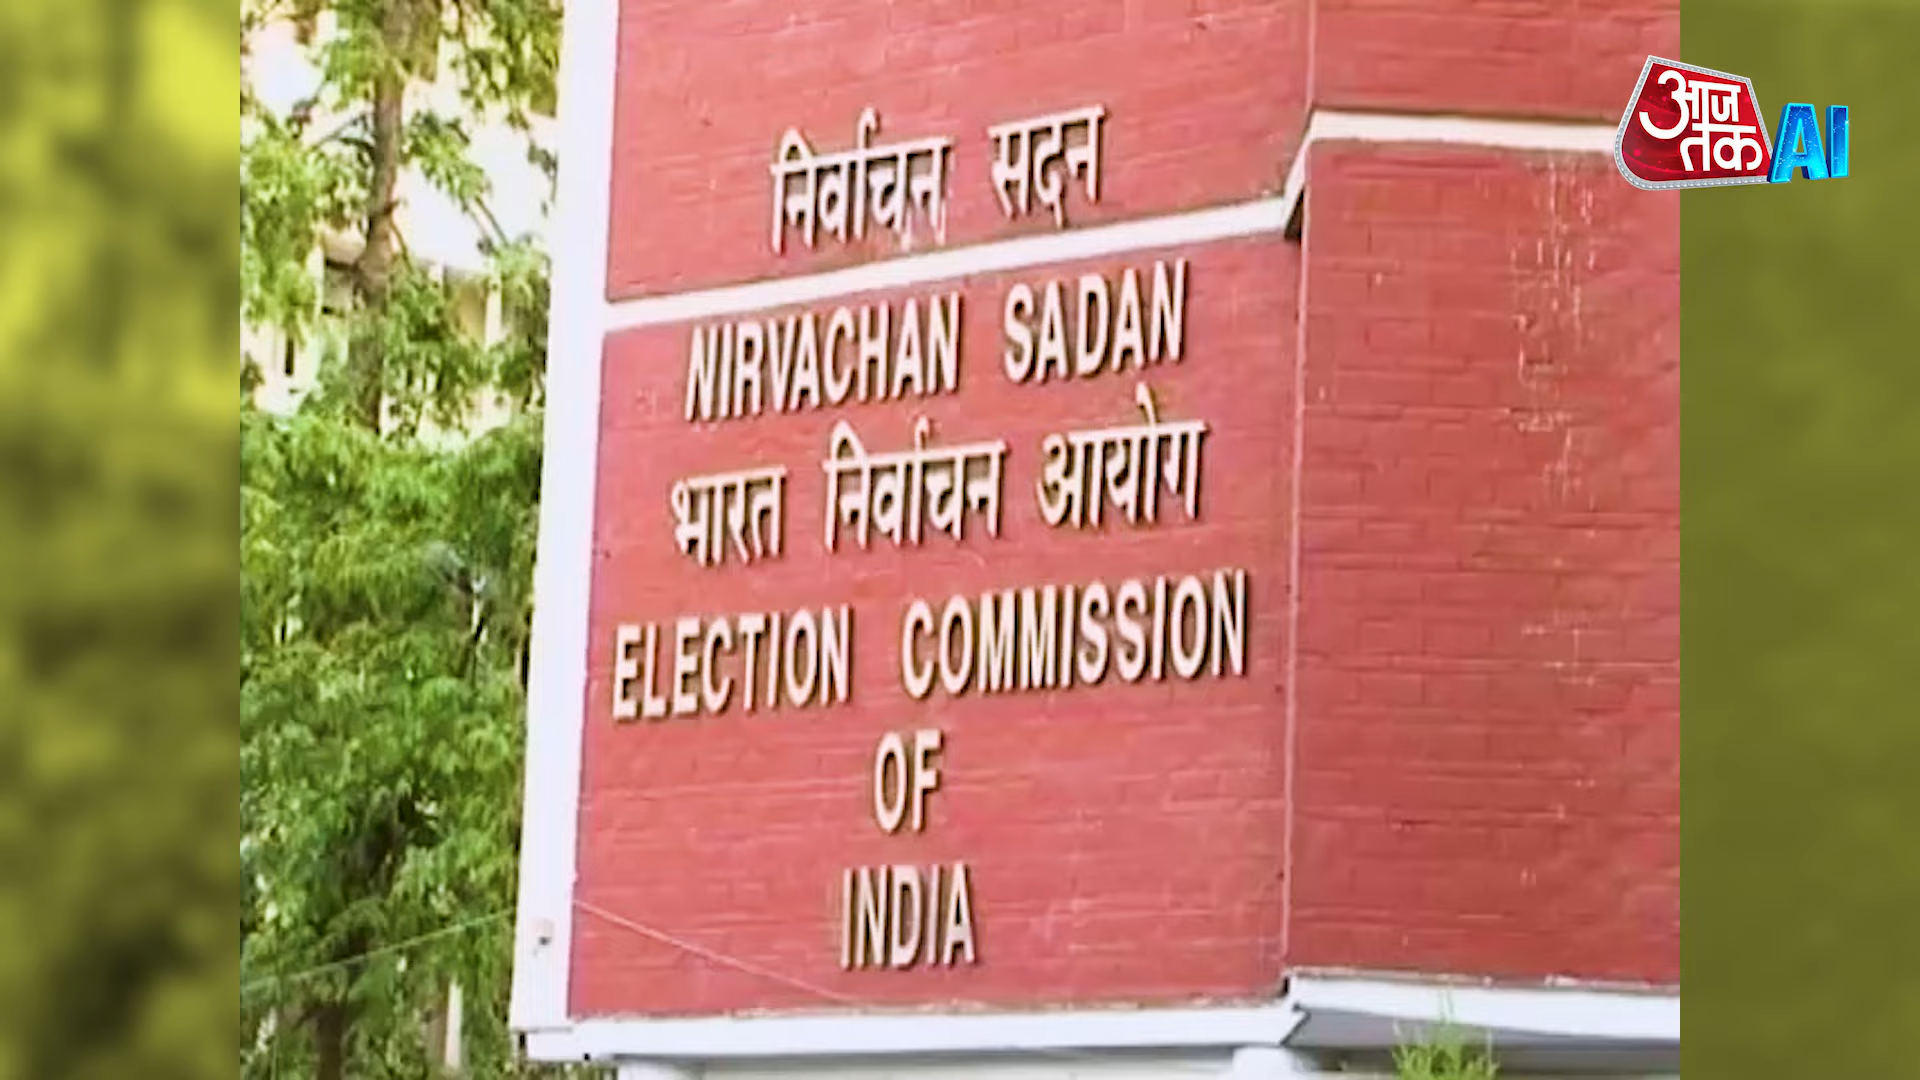 निर्वाचन सदन
NIRVACHAN SADAN
भारत निर्वाचन आयोग
ELECTION COMMISSION
OF
INDIA
आज
तक
AI